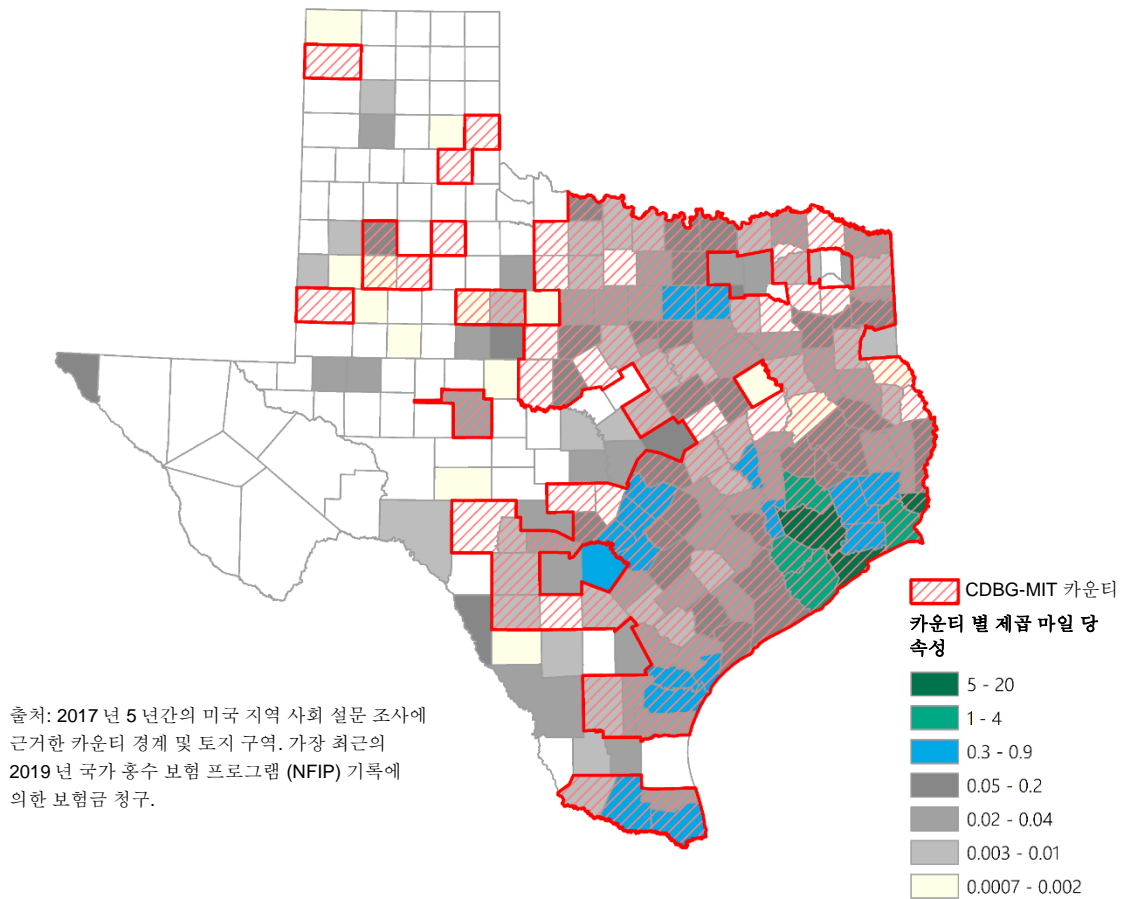 CDBG-MIT 카운티
카운티 별 제곱 마일 당
속성
5 - 20
1 - 4
0.3 - 0.9
0.05 - 0.2
0.02 - 0.04
0.003 - 0.01
0.0007 - 0.002
출처: 2017 년 5 년간의 미국 지역 사회 설문 조사에
근거한 카운티 경계 및 토지 구역. 가장 최근의
2019 년 국가 홍수 보험 프로그램 (NFIP) 기록에
의한 보험금 청구.